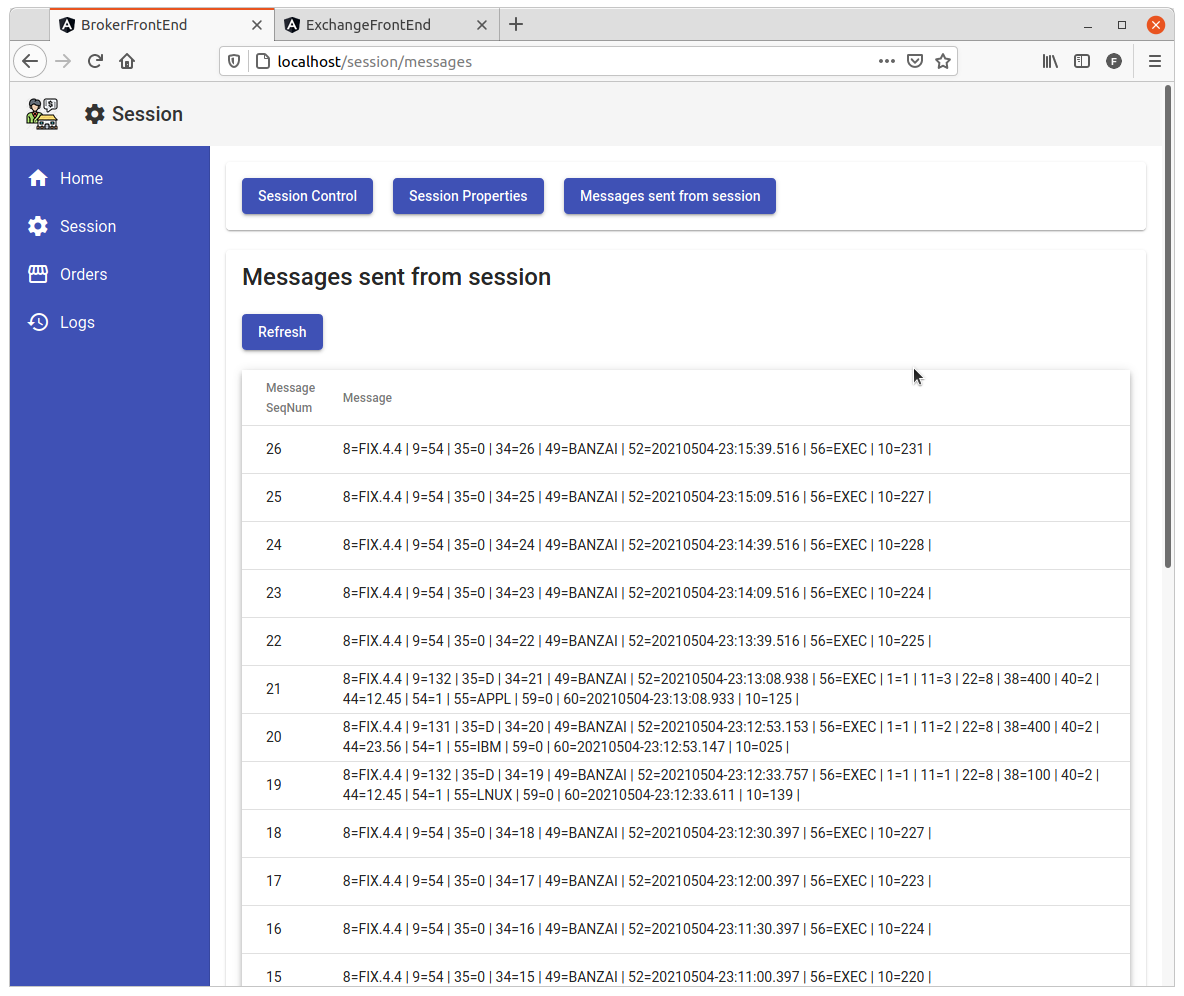 BrokerFrontEnd
ExchangeFrontEnd
localhost/session/messages
F
Session
Home
Session
Orders
Logs
Session Control
Session Properties
Messages sent from session
Messages sent from session
Refresh
Message
SeqNum
Message
26 8=FIX.4.4 | 9=54 | 35=0 | 34=26 | 49=BANZAI | 52=20210504-23:15:39.516 | 56=EXEC | 10=231 |
25 8=FIX.4.4 | 9=54 | 35=0 | 34=25 | 49=BANZAI | 52=20210504-23:15:09.516 | 56=EXEC | 10=227 |
24 8=FIX.4.4 | 9=54 | 35=0 | 34=24 | 49=BANZAI | 52=20210504-23:14:39.516 | 56=EXEC | 10=228 |
23 8=FIX.4.4 | 9=54 | 35=0 | 34=23 | 49=BANZAI | 52=20210504-23:14:09.516 | 56=EXEC | 10=224 |
22 8=FIX.4.4 | 9=54 | 35=0 | 34=22 | 49=BANZAI | 52=20210504-23:13:39.516 | 56=EXEC | 10=225 |
21 8=FIX.4.4 | 9=132 | 35=D | 34=21 | 49=BANZAI | 52=20210504-23:13:08.938 | 56=EXEC | 1=1 | 11=3 | 22=8 | 38=400 | 40=2 |
44=12.45 | 54=1 | 55=APPL | 59=0 | 60=20210504-23:13:08.933 | 10=125 |
20 8=FIX.4.4 | 9=131 | 35=D | 34=20 | 49=BANZAI | 52=20210504-23:12:53.153 | 56=EXEC | 1=1 | 11=2 | 22=8 | 38=400 | 40=2 |
44=23.56 | 54=1 | 55=IBM | 59=0 | 60=20210504-23:12:53.147 | 10=025 |
19 8=FIX.4.4 | 9=132 | 35=D | 34=19 | 49=BANZAI | 52=20210504-23:12:33.757 | 56=EXEC | 1=1 | 11=1 | 22=8 | 38=100 | 40=2 |
44=12.45 | 54=1 | 55=LNUX | 59=0 | 60=20210504-23:12:33.611 | 10=139 |
18 8=FIX.4.4 | 9=54 | 35=0 | 34=18 | 49=BANZAI | 52=20210504-23:12:30.397 | 56=EXEC | 10=227 |
17 8=FIX.4.4 | 9=54 | 35=0 | 34=17 | 49=BANZAI | 52=20210504-23:12:00.397 | 56=EXEC | 10=223 |
16 8=FIX.4.4 | 9=54 | 35=0 | 34=16 | 49=BANZAI | 52=20210504-23:11:30.397 | 56=EXEC | 10=224 |
15 8=FIX.4.4 | 9=54 | 35=0 | 34=15 | 49=BANZAI | 52=20210504-23:11:00.397 | 56=EXEC | 10=220 |